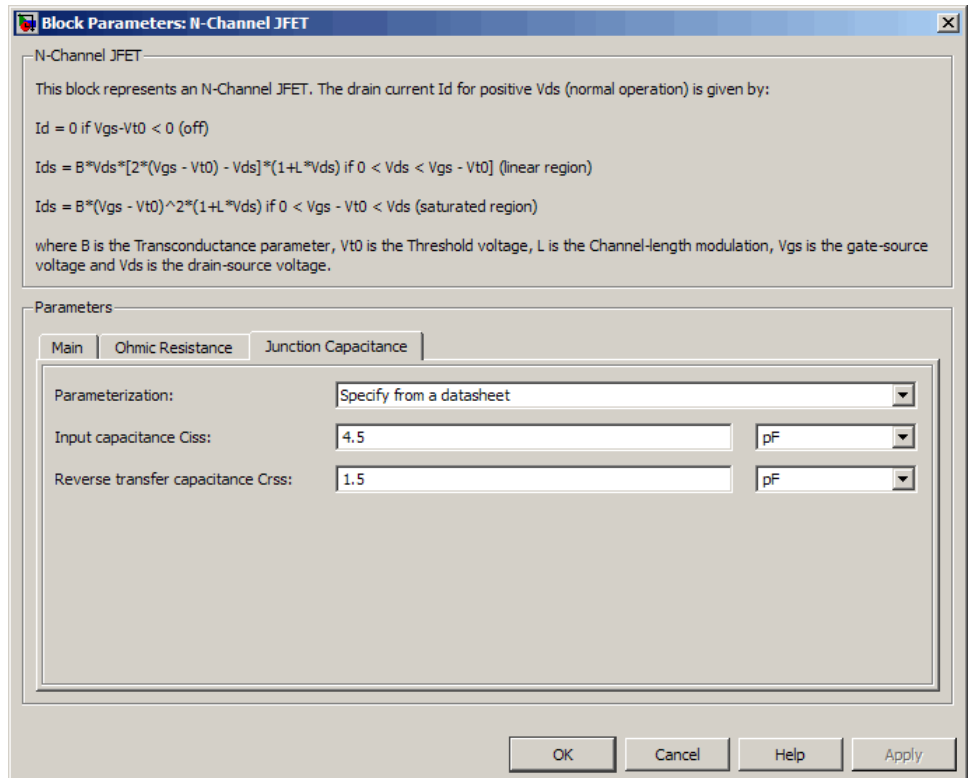 Block Parameters: N-Channel JFET
N-Channel JFET
This block represents an N-Channel JFET. The drain current Id for positive Vds (normal operation) is given by:
Id = 0 if Vgs-Vt0 < 0 (off)
Ids = B*Vds*[2*(Vgs - Vt0) - Vds]*(1+L*Vds) if 0 < Vds < Vgs - Vt0] (linear region)
Ids = B*(Vgs - Vt0)^2*(1+L*Vds) if 0 < Vgs - Vt0 < Vds (saturated region)
where B is the Transconductance parameter, Vt0 is the Threshold voltage, L is the Channel-length modulation, Vgs is the gate-source
voltage and Vds is the drain-source voltage.
Parameters
Main Ohmic Resistance Junction Capacitance
Parameterization: Specify from a datasheet
Input capacitance Ciss: 4.5 pF
Reverse transfer capacitance Crss: 1.5 pF
OK Cancel Help Apply